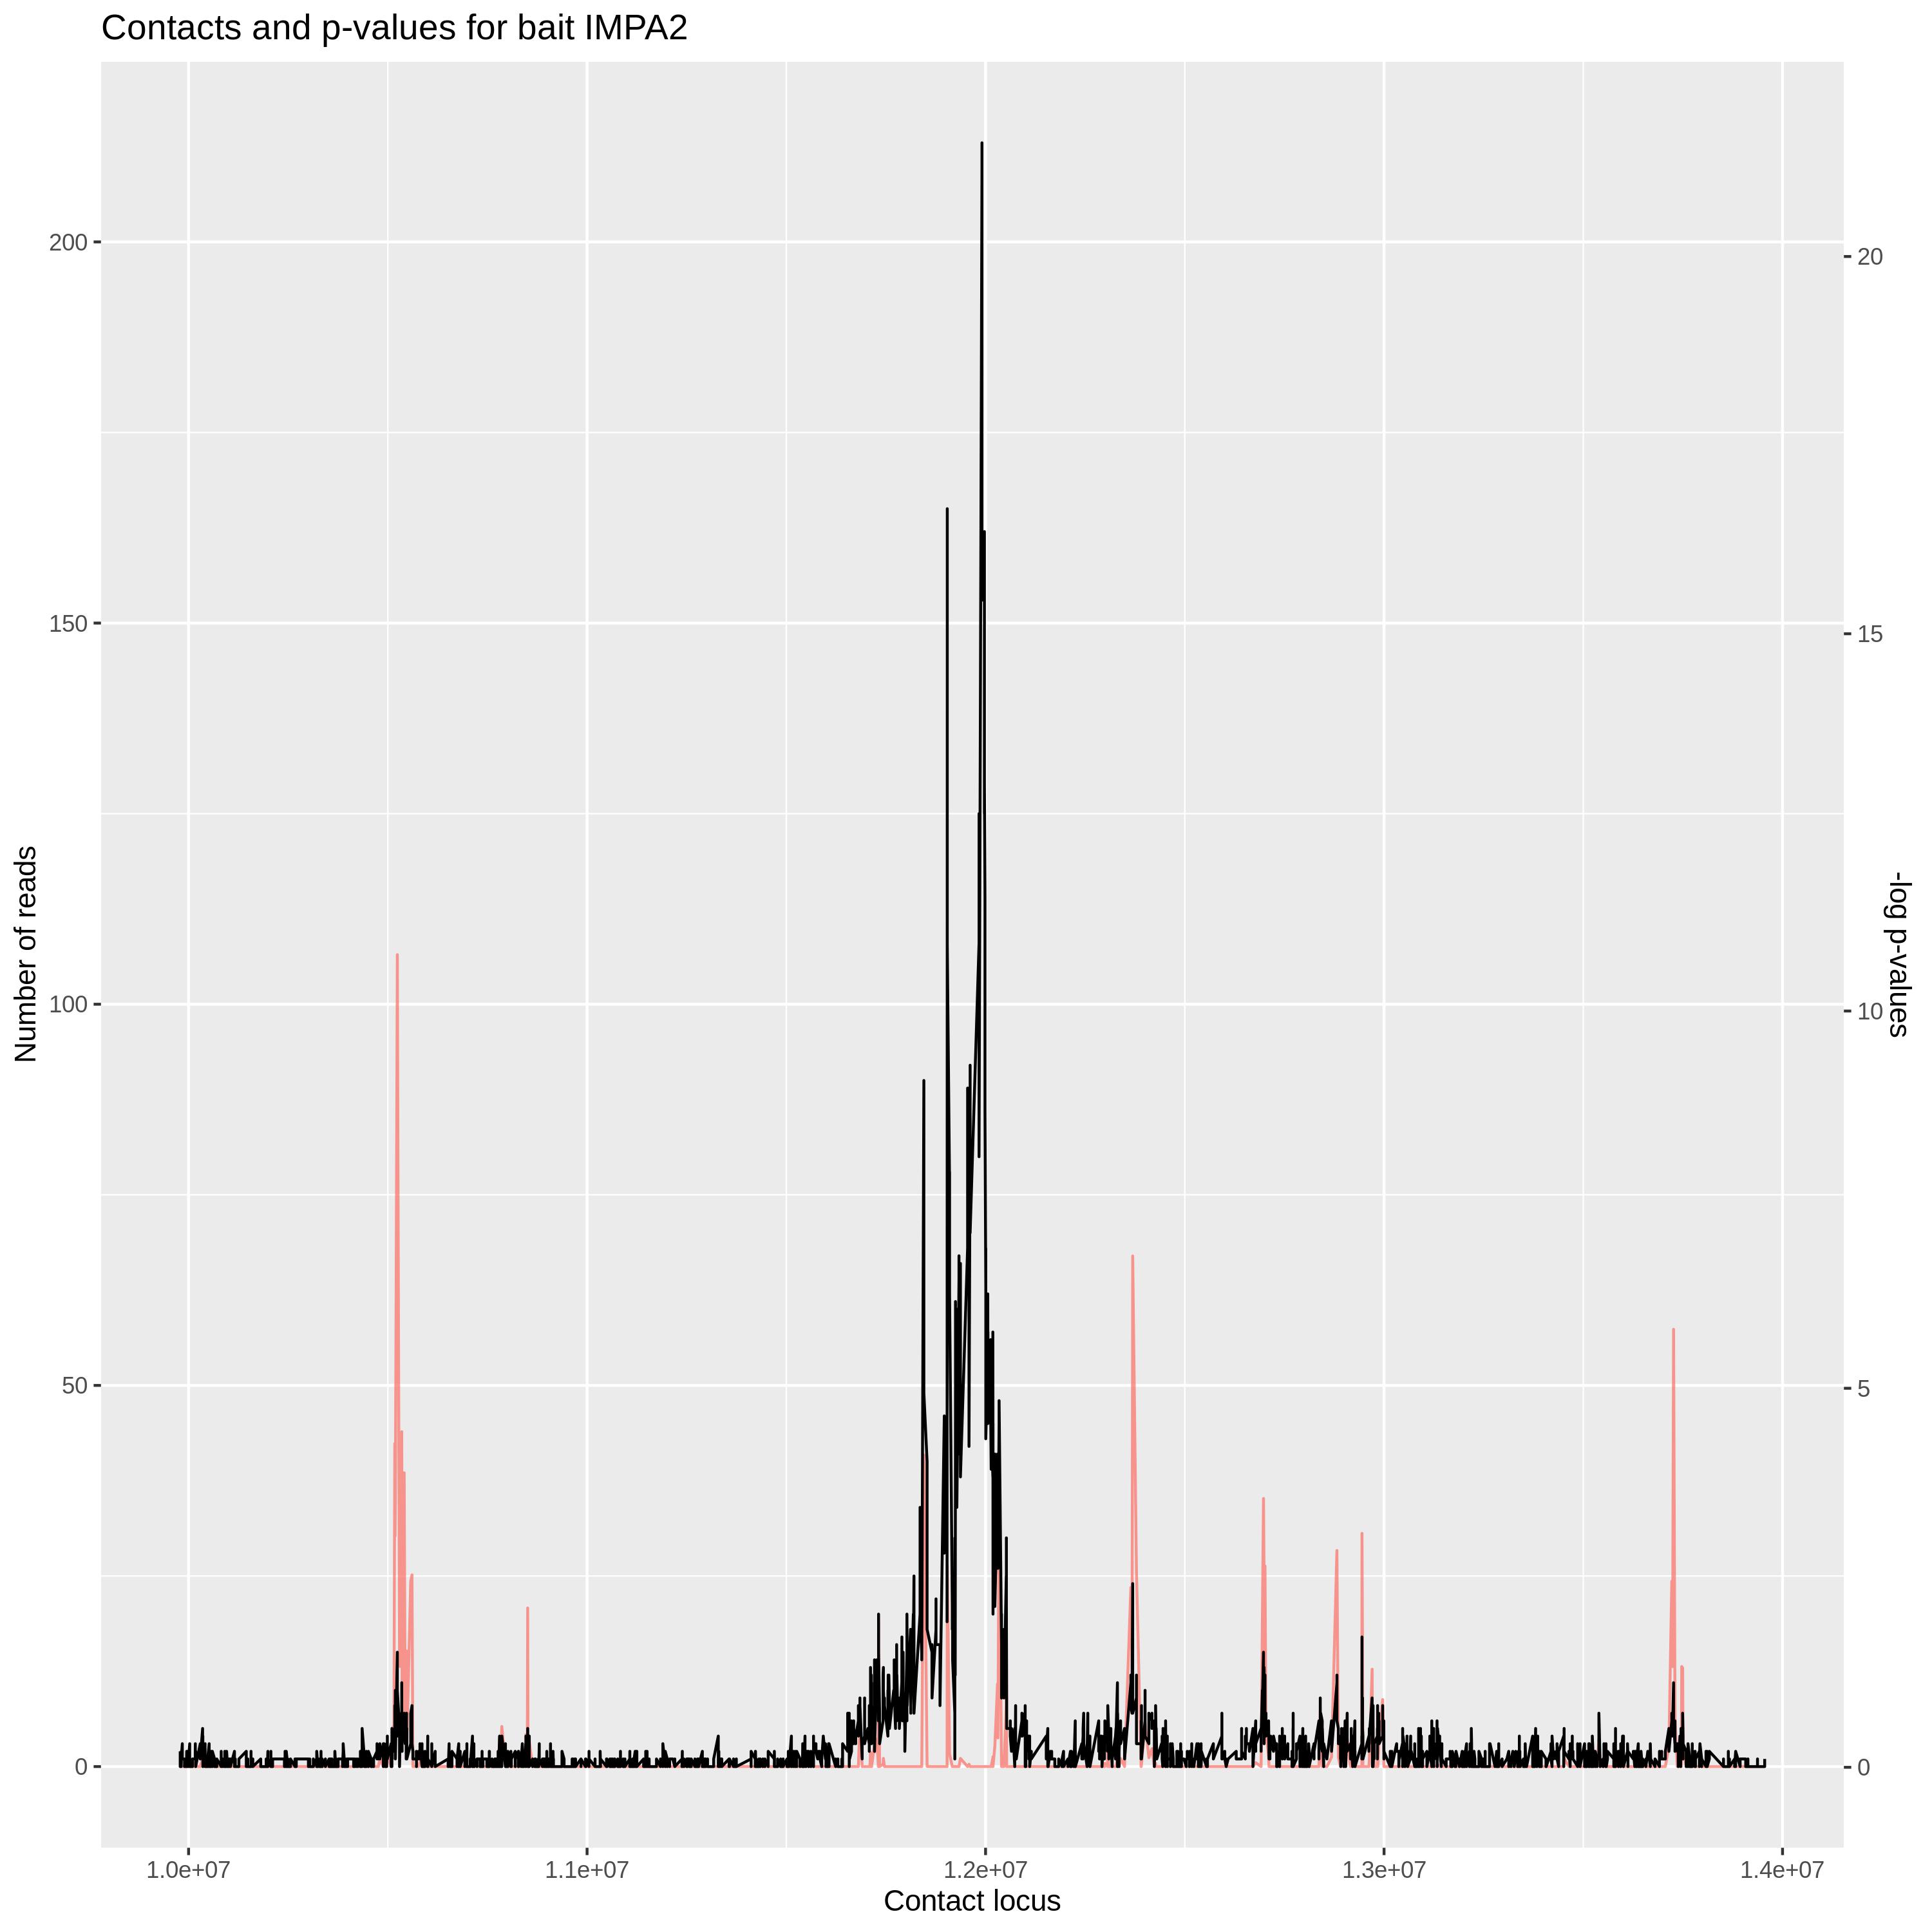 Contacts and p-values for bait IMPA2
200
150
100
50
0
Number of reads
20
15
10
5
0
-log p-values
1.0e+07 1.1e+07 1.2e+07 1.3e+07 1.4e+07
Contact locus